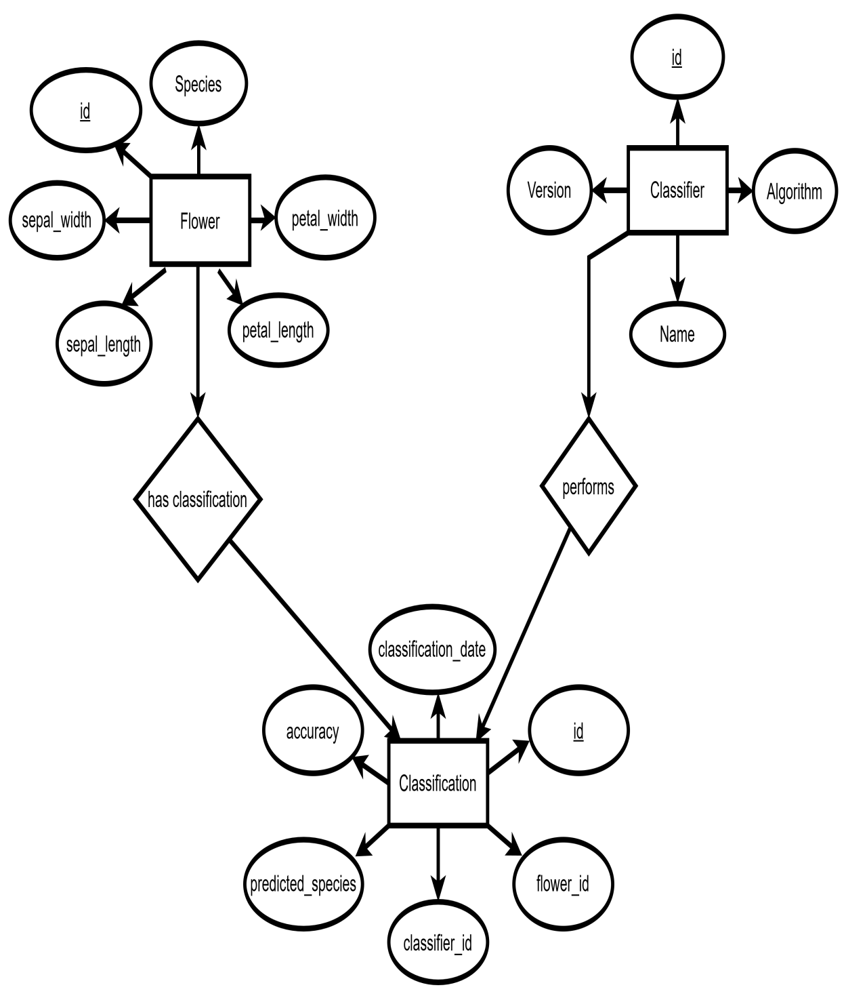 id
Species
id
Version
Classifier
Algorithm
sepal_width
Flower
petal_width
sepal_length
petal_length
Name
has classification
performs
classification_date
accuracy
id
Classification
predicted_species
flower_id
classifier_id